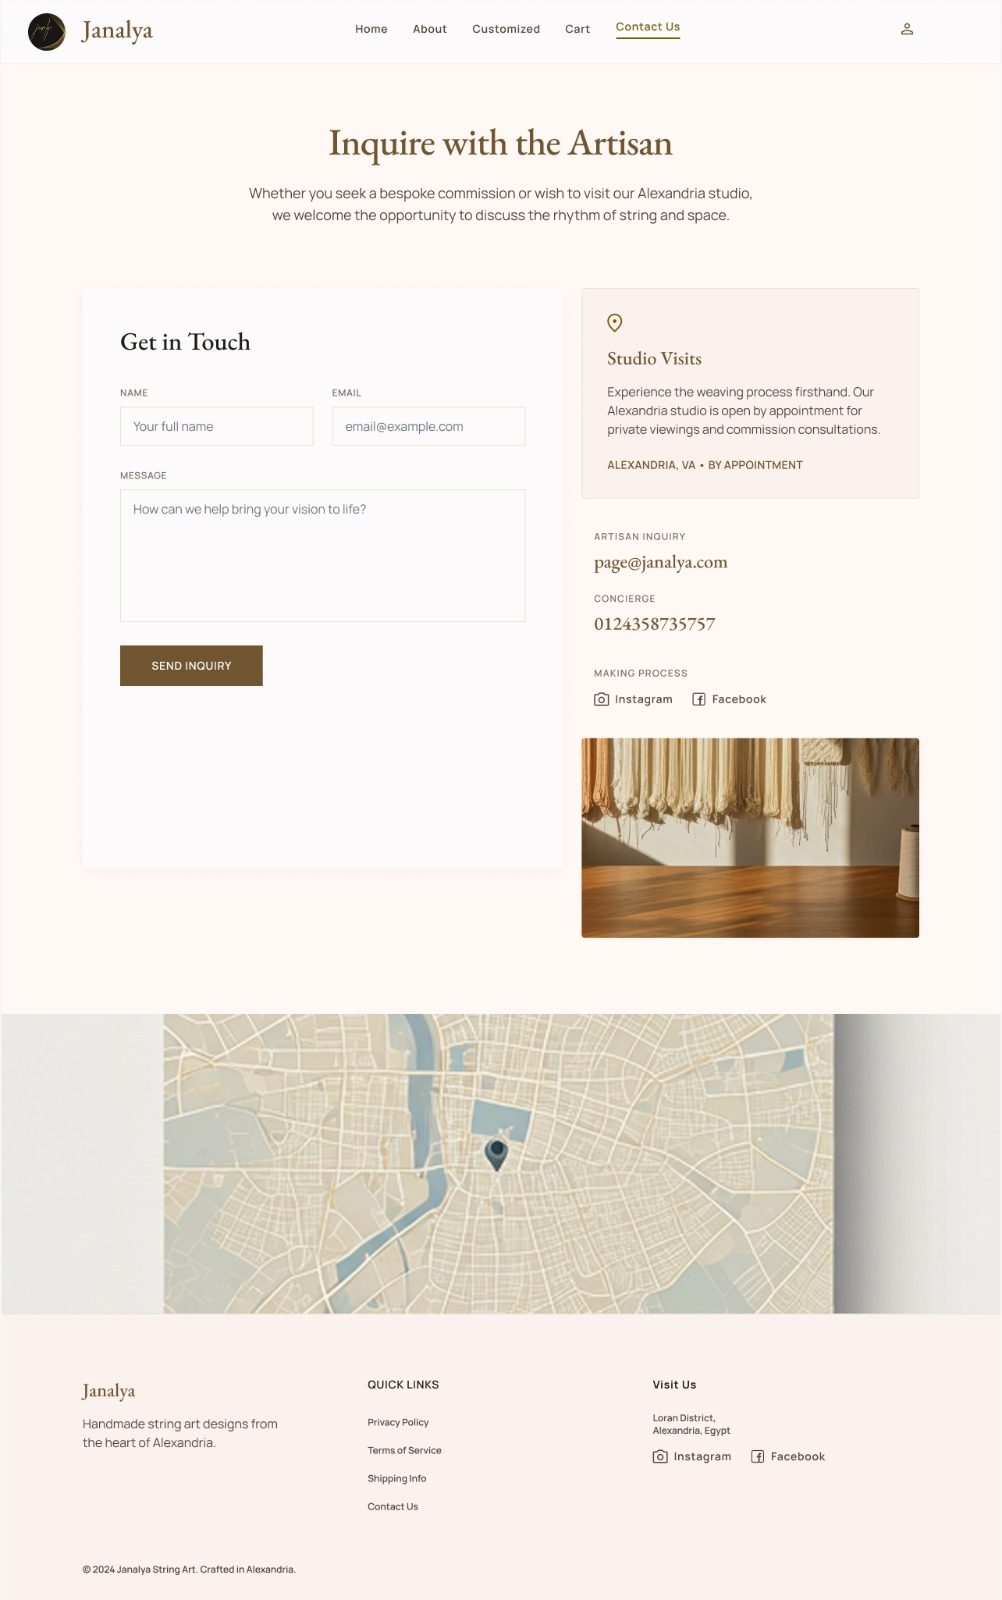 Janalya
Home About Customized Cart Contact Us
Inquire with the Artisan
Whether you seek a bespoke commission or wish to visit our Alexandria studio,
we welcome the opportunity to discuss the rhythm of string and space.
Get in Touch
NAME
Your full name
EMAIL
email@example.com
MESSAGE
How can we help bring your vision to life?
SEND INQUIRY
Studio Visits
Experience the weaving process firsthand. Our
Alexandria studio is open by appointment for
private viewings and commission consultations.
ALEXANDRIA, VA • BY APPOINTMENT
ARTISAN INQUIRY
page@janalya.com
CONCIERGE
0124358735757
MAKING PROCESS
Instagram Facebook
Janalya
Handmade string art designs from
the heart of Alexandria.
QUICK LINKS
Privacy Policy
Terms of Service
Shipping Info
Contact Us
Visit Us
Loran District,
Alexandria, Egypt
Instagram Facebook
© 2024 Janalya String Art. Crafted in Alexandria.